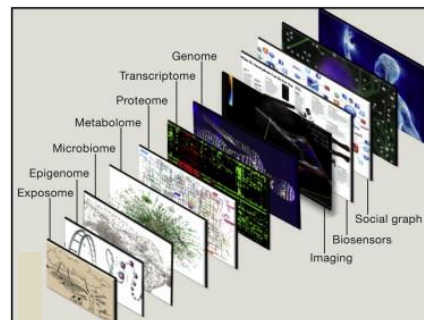 Genome
Transcriptome
Proteome
Metabolome
Microbiome
Epigenome
Exposome
Social graph
Biosensors
Imaging